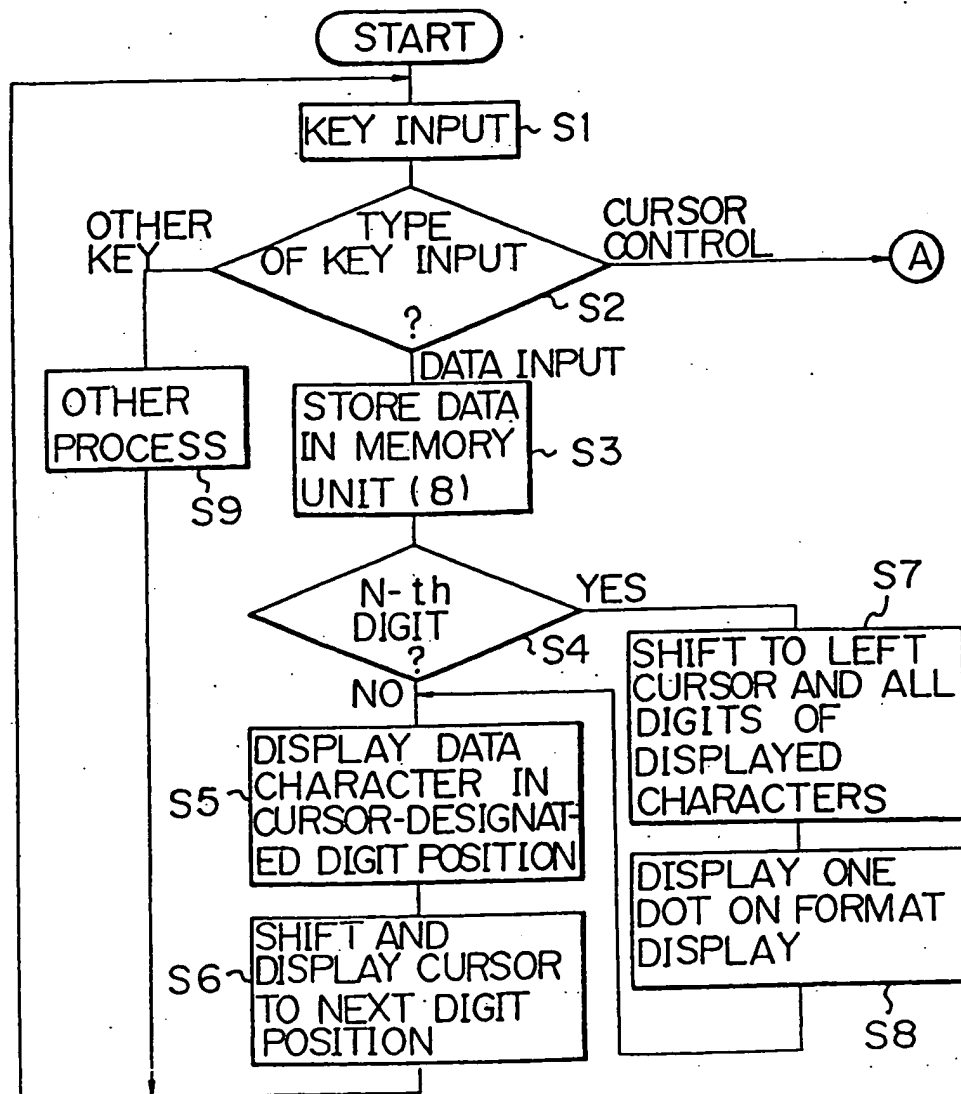 START
KEY INPUT
S1
OTHER
KEY
TYPE
OF KEY INPUT
?
S2
CURSOR
CONTROL
A
DATA INPUT
OTHER
PROCESS
S9
STORE DATA
IN MEMORY
UNIT (8)
S3
N-th
DIGIT
?
S4
YES
NO
S7
SHIFT TO LEFT
CURSOR AND ALL
DIGITS OF
DISPLAYED
CHARACTERS
DISPLAY DATA
CHARACTER IN
CURSOR-DESIGNAT-
ED DIGIT POSITION
S5
DISPLAY ONE
DOT ON FORMAT
DISPLAY
S8
SHIFT AND
DISPLAY CURSOR
TO NEXT DIGIT
POSITION
S6